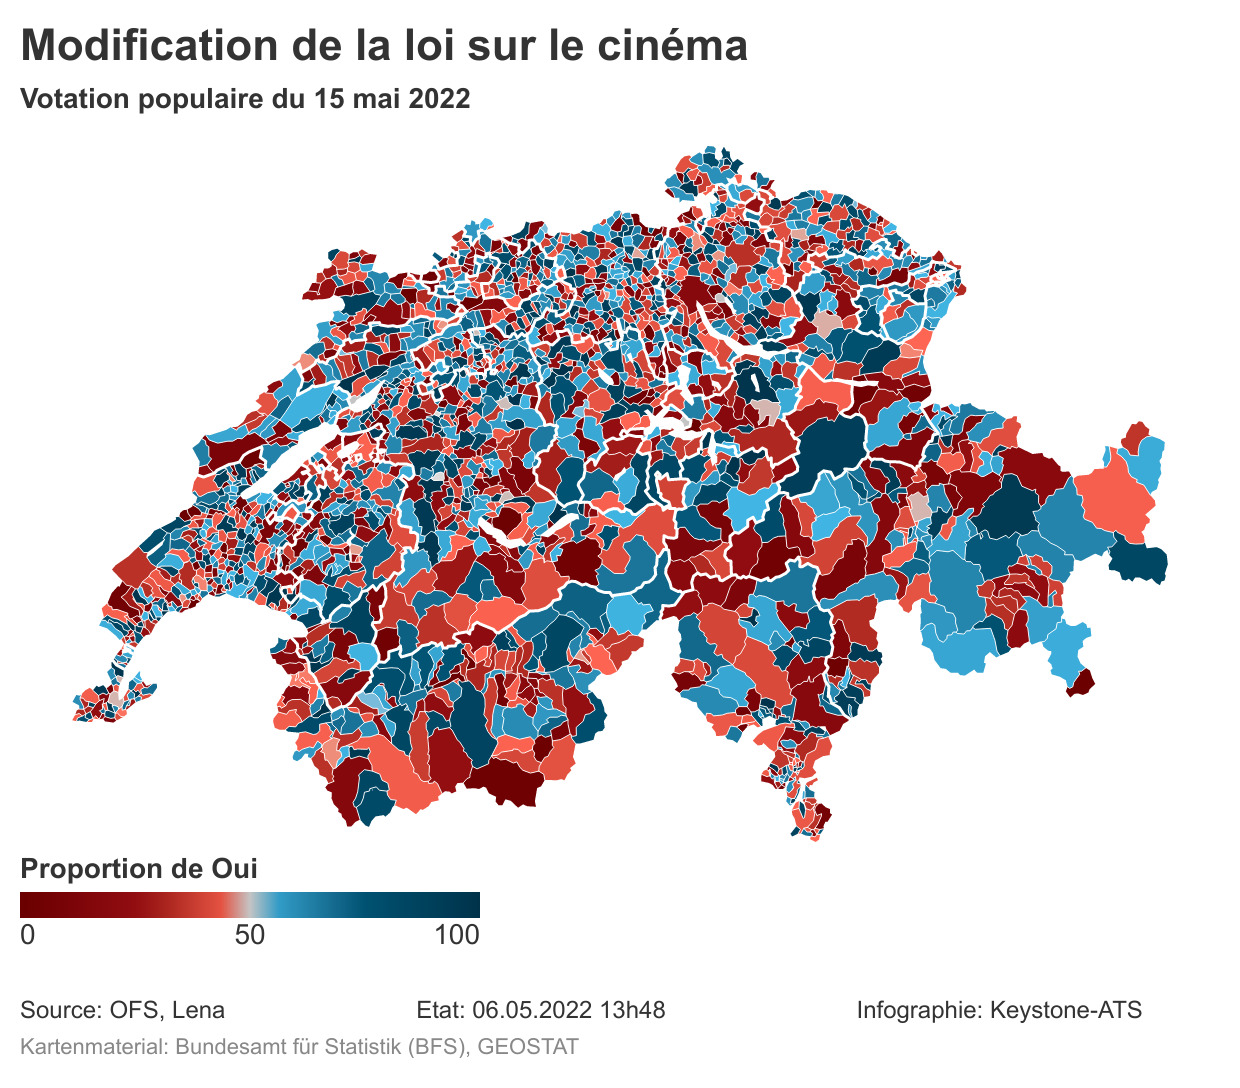 Modification de la loi sur le cinéma
Votation populaire du 15 mai 2022
Proportion de Oui
0 50 100
Source: OFS, Lena Etat: 06.05.2022 13h48 Infographie: Keystone-ATS
Kartenmaterial: Bundesamt für Statistik (BFS), GEOSTAT